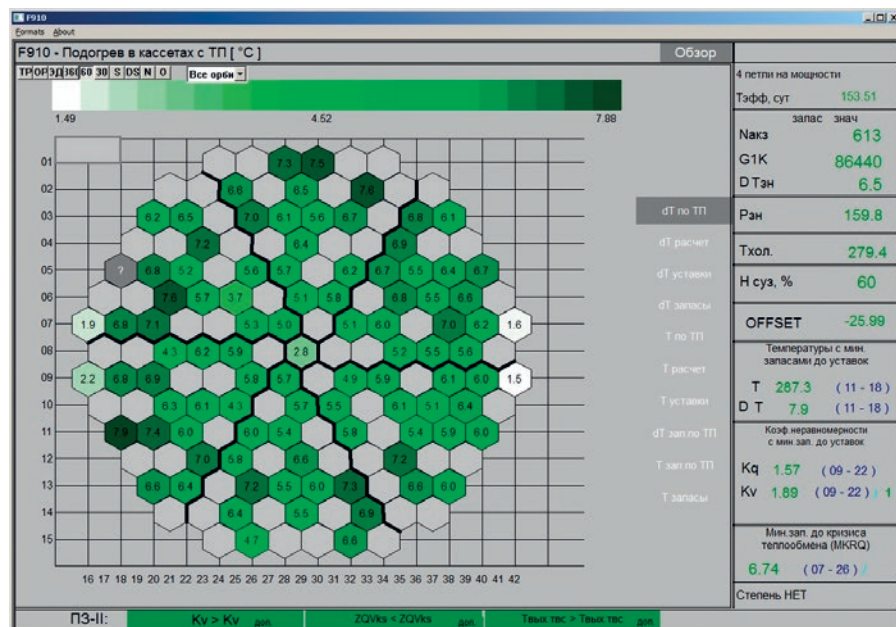 F910
Formats About
F910 - Подогрев в кассетах с ТП [ °C ]
Обзор
ТР ОР ЭД 360 60 30 S DS N O
Все орби
1.49 4.52 7.88
01 7.3 7.5
02 6.6 6.5 7.6
03 6.2 6.5 7.0 6.1 5.6 6.7 6.8 6.1
04 7.2 6.4 6.9
05 ? 6.8 5.2 5.6 5.7 6.2 6.7 5.5 6.4 6.7
06 7.6 5.7 3.7 5.1 5.8 6.8 5.5 6.6
07 1.9 6.8 7.1 5.3 5.0 5.1 6.0 7.0 6.2 1.6
08 4.3 6.2 5.9 2.8 5.2 5.5 5.6
09 2.2 6.8 6.9 5.8 5.7 4.9 5.9 6.1 6.0 1.5
10 6.3 6.1 4.3 5.7 5.5 6.1 5.1 6.4
11 7.9 7.4 6.0 6.0 5.4 5.8 5.4 5.9 6.0
12 7.0 5.8 6.6 7.2
13 6.6 6.4 7.2 5.5 6.0 7.3 6.6 6.0
14 6.4 5.5 6.9
15 4.7 6.6
16 17 18 19 20 21 22 23 24 25 26 27 28 29 30 31 32 33 34 35 36 37 38 39 40 41 42
dT по ТП
dT расчет
dT уставки
dT запасы
T по ТП
T расчет
T уставки
dT зап.по ТП
T зап.по ТП
T запасы
4 петли на мощности
Tэфф, сут 153.51
запас знач
Nакз 613
G1K 86440
D Tзн 6.5
Pзн 159.8
Tхол. 279.4
H суз, % 60
OFFSET -25.99
Температуры с мин.
запасами до уставок
T 287.3 ( 11 - 18 )
D T 7.9 ( 11 - 18 )
Коэф.неравномерности
с мин.зап. до уставок
Kq 1.57 ( 09 - 22 )
Kv 1.89 ( 09 - 22 ) / 1
Мин.зап. до кризиса
теплообмена (MKRQ)
6.74 ( 07 - 26 ) /
Степень НЕТ
ПЗ-II: Kv > Kv доп. ZQVks < ZQVks доп. Tвых твс > Tвых твс доп.